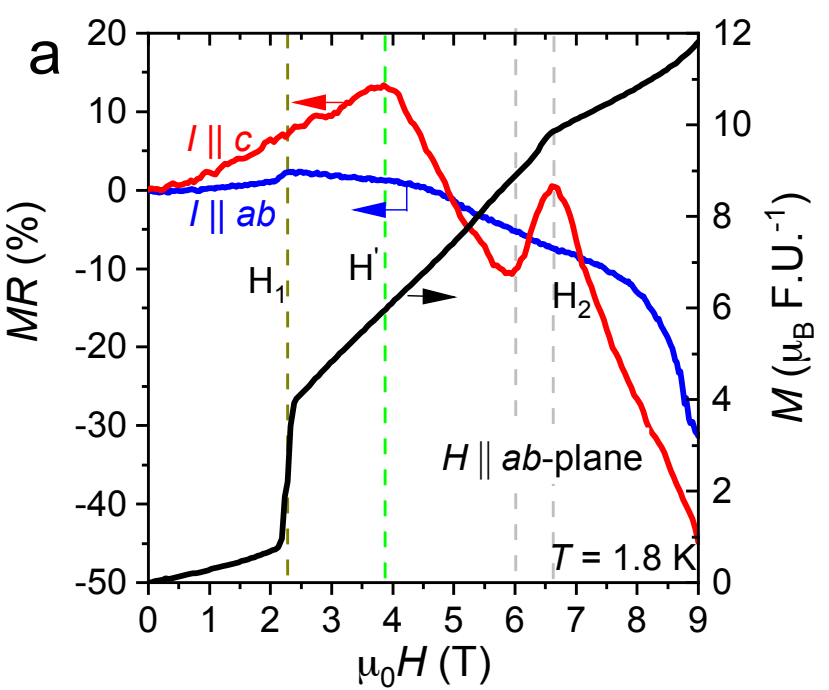 a
20
10
0
-10
-20
-30
-40
-50
MR (%)
I || c
I || ab
H₁
H'
H₂
H || ab-plane
T = 1.8 K
12
10
8
6
4
2
0
M (μ_B F.U.⁻¹)
0 1 2 3 4 5 6 7 8 9
μ₀H (T)